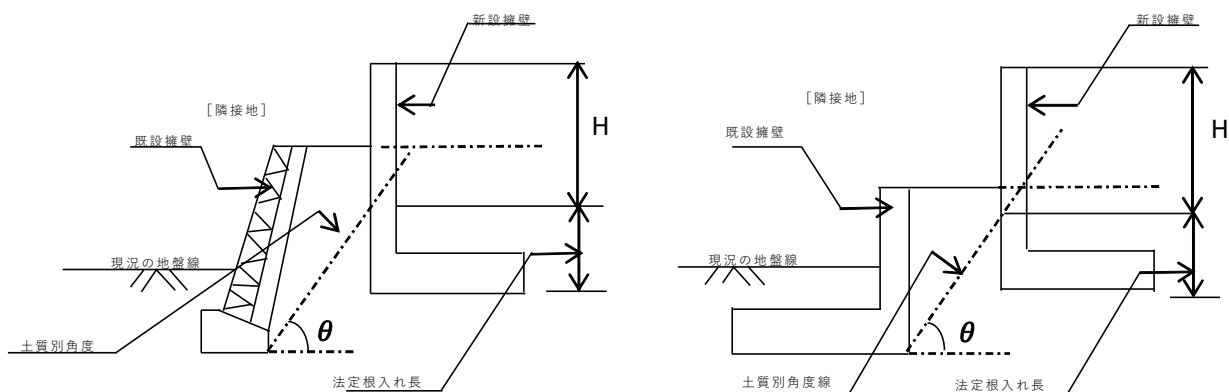 新設擁壁
[隣接地]
既設擁壁
H
現況の地盤線
θ
土質別角度
法定根入れ長
新設擁壁
[隣接地]
既設擁壁
H
現況の地盤線
θ
土質別角度線
法定根入れ長